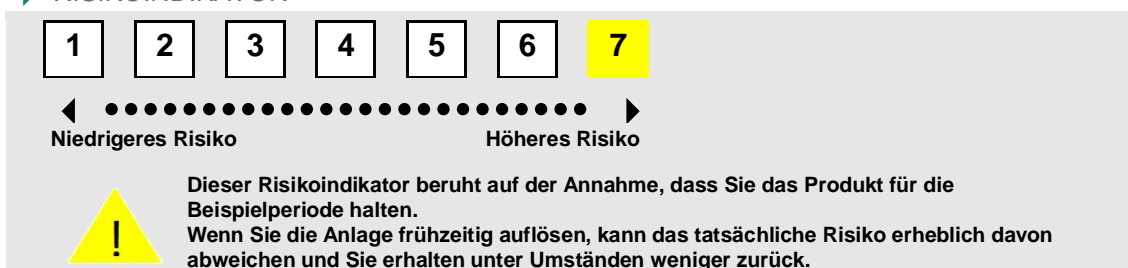 RISIKOINDIKATOR
1 2 3 4 5 6 7
Niedrigeres Risiko Höheres Risiko
Dieser Risikoindikator beruht auf der Annahme, dass Sie das Produkt für die
Beispielperiode halten.
! Wenn Sie die Anlage frühzeitig auflösen, kann das tatsächliche Risiko erheblich davon
abweichen und Sie erhalten unter Umständen weniger zurück.